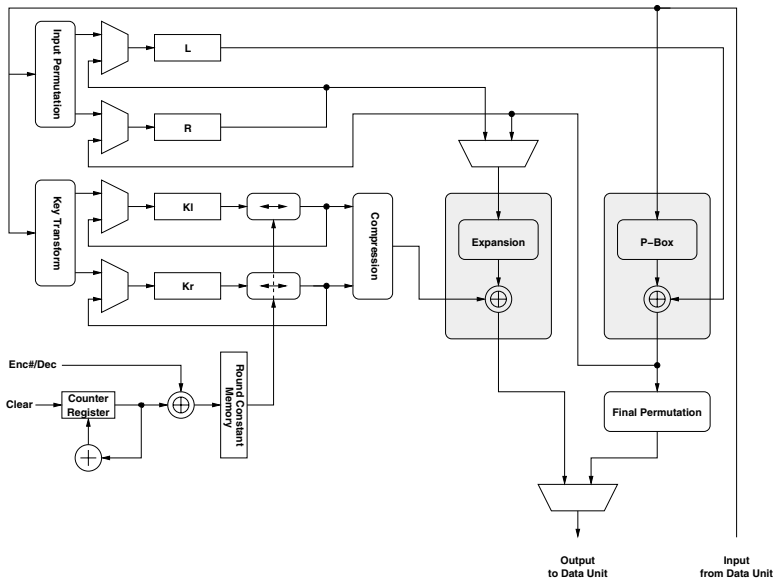 Input Permutation
L
R
Key Transform
Kl
Kr
Compression
Expansion
P−Box
Enc#/Dec
Clear
Counter
Register
Round Constant
Memory
Final Permutation
Output
to Data Unit
Input
from Data Unit